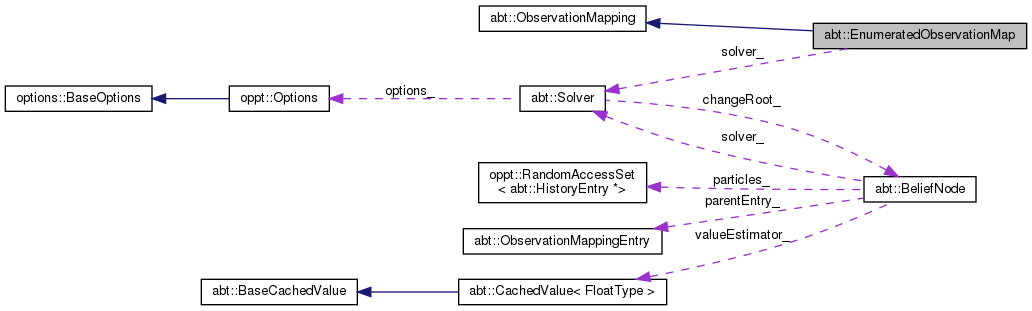 abt::ObservationMapping
abt::EnumeratedObservationMap
solver_
options::BaseOptions
oppt::Options
options_
abt::Solver
changeRoot_
solver_
oppt::RandomAccessSet
< abt::HistoryEntry *>
particles_
abt::BeliefNode
parentEntry_
abt::ObservationMappingEntry
valueEstimator_
abt::BaseCachedValue
abt::CachedValue< FloatType >